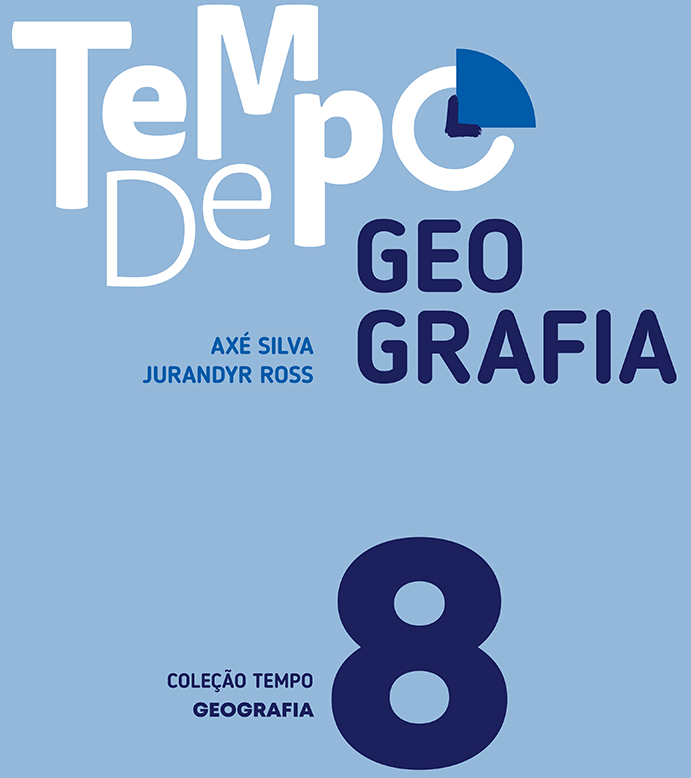 TeMpo
De
GEO
GRAFIA
AXÉ SILVA
JURANDYR ROSS
8
COLEÇÃO TEMPO
GEOGRAFIA